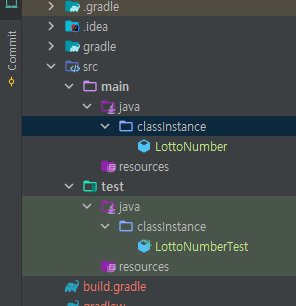 Commit
.gradle
.idea
gradle
src
main
java
classInstance
LottoNumber
resources
test
java
classInstance
LottoNumberTest
resources
build.gradle
gradlew